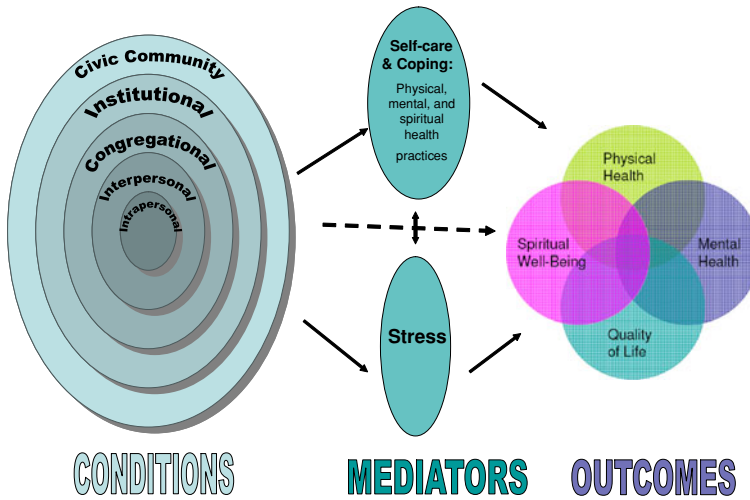 Civic Community
Institutional
Congregational
Interpersonal
Intrapersonal
Self-care
& Coping:
Physical,
mental, and
spiritual
health
practices
Stress
Physical
Health
Spiritual
Well-Being
Mental
Health
Quality
of Life
CONDITIONS
MEDIATORS
OUTCOMES